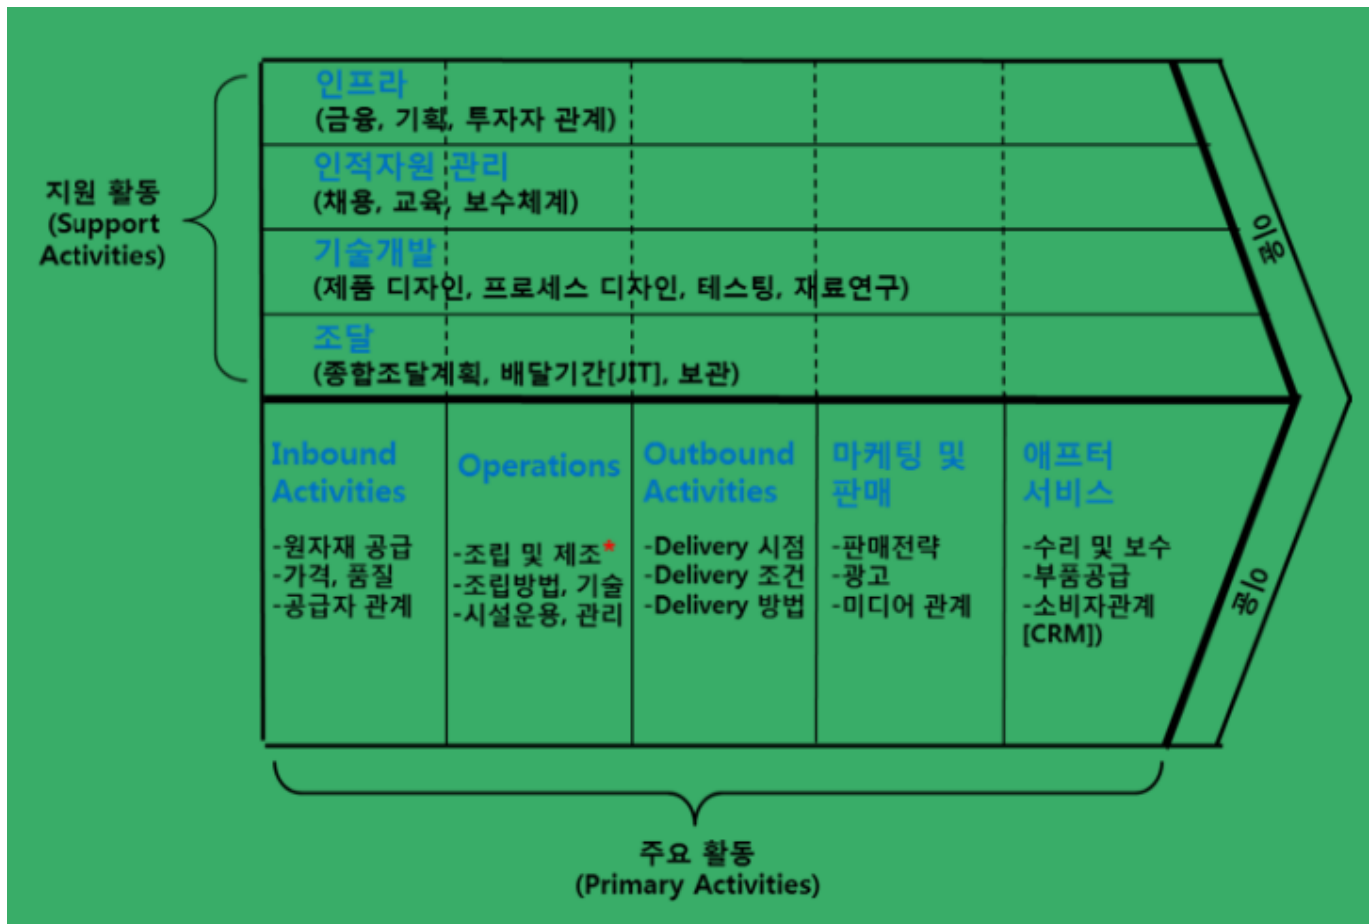 인프라
(금융, 기획, 투자자 관계)
인적자원 관리
(채용, 교육, 보수체계)
기술개발
(제품 디자인, 프로세스 디자인, 테스팅, 재료연구)
조달
(종합조달계획, 배달기간[JIT], 보관)
지원 활동
(Support
Activities)
이윤
Inbound
Activities
-원자재 공급
-가격, 품질
-공급자 관계
Operations
-조립 및 제조*
-조립방법, 기술
-시설운용, 관리
Outbound
Activities
-Delivery 시점
-Delivery 조건
-Delivery 방법
마케팅 및
판매
-판매전략
-광고
-미디어 관계
애프터
서비스
-수리 및 보수
-부품공급
-소비자관계
[CRM])
이윤
주요 활동
(Primary Activities)